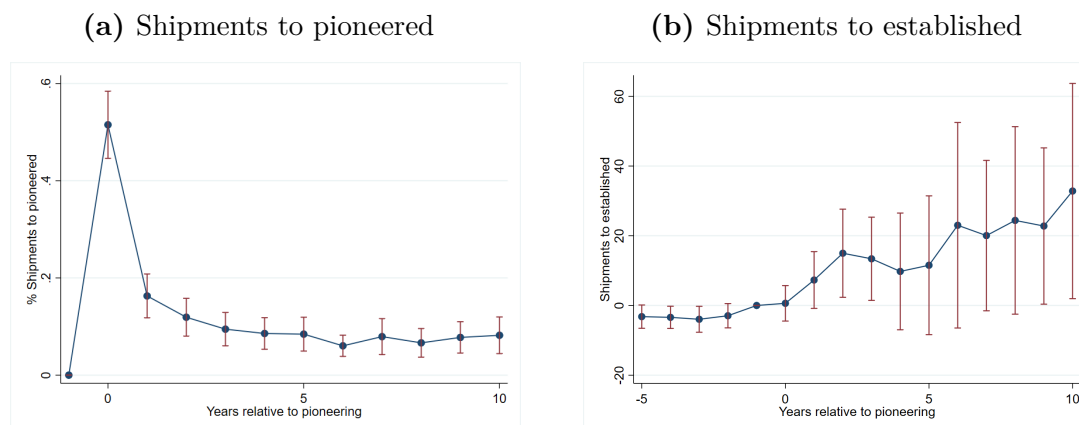 (a) Shipments to pioneered
% Shipments to pioneered
.6
.4
.2
0
0
5
10
Years relative to pioneering
(b) Shipments to established
Shipments to established
60
40
20
0
-20
-5
0
5
10
Years relative to pioneering